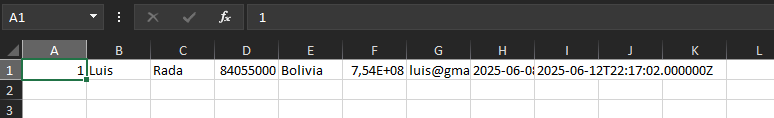 A1 fx 1
A B C D E F G H I J K L
1 1 Luis Rada 84055000 Bolivia 7,54E+08 luis@gma 2025-06-08 2025-06-12T22:17:02.000000Z
2
3